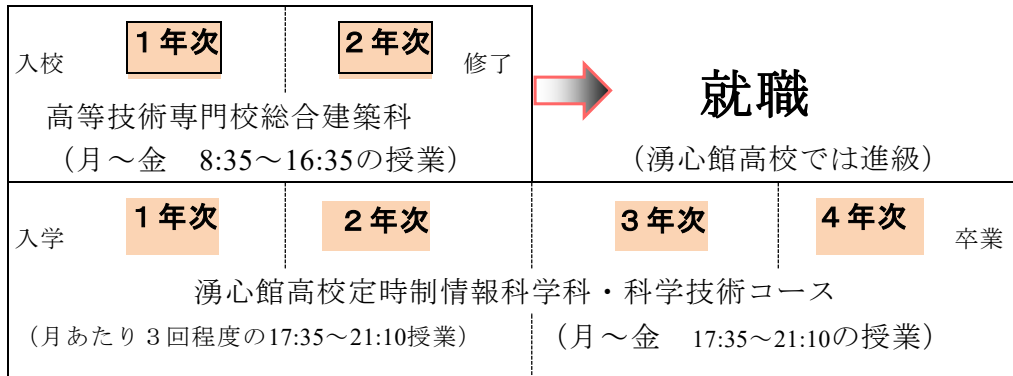 入校 1年次 2年次 修了
就職
高等技術専門校総合建築科
（月～金　8:35～16:35の授業）
（湧心館高校では進級）
入学 1年次 2年次 3年次 4年次 卒業
湧心館高校定時制情報科学科・科学技術コース
（月あたり３回程度の17:35～21:10授業）
（月～金　17:35～21:10の授業）